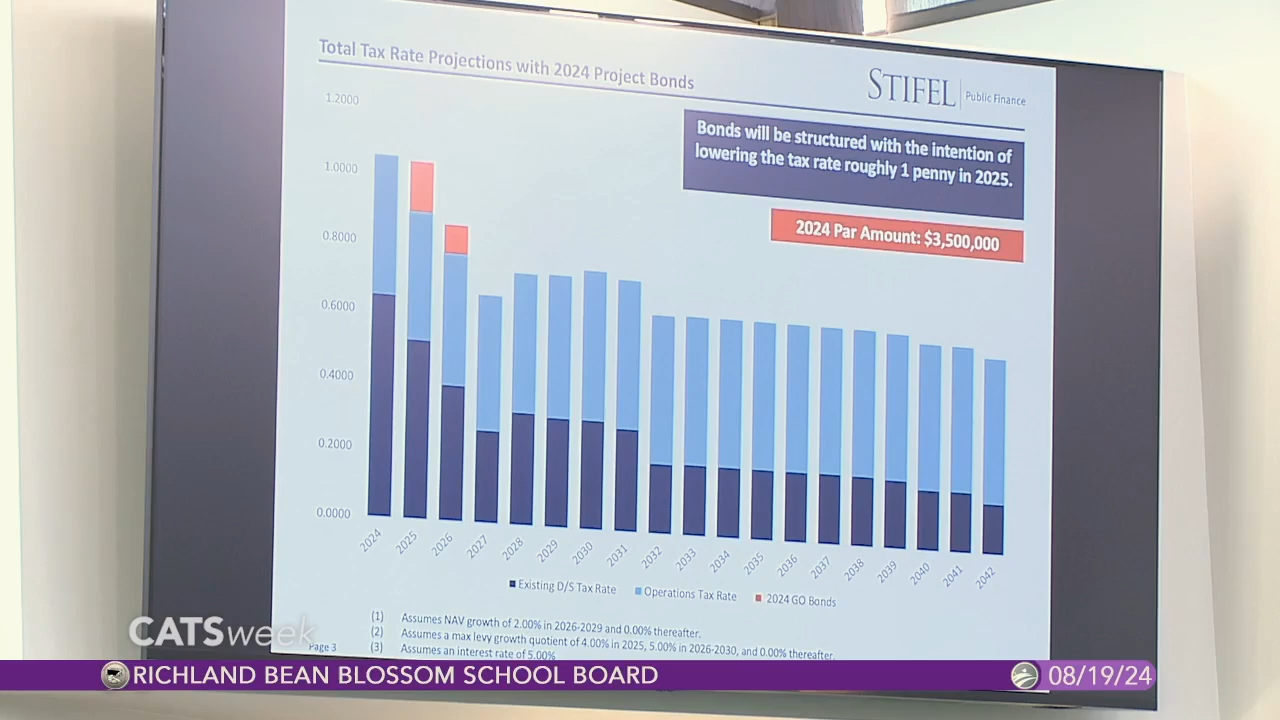 Total Tax Rate Projections with 2024 Project Bonds
STIFEL | Public Finance
Bonds will be structured with the intention of
lowering the tax rate roughly 1 penny in 2025.
2024 Par Amount: $3,500,000
1.2000
1.0000
0.8000
0.6000
0.4000
0.2000
0.0000
2024 2025 2026 2027 2028 2029 2030 2031 2032 2033 2034 2035 2036 2037 2038 2039 2040 2041 2042
Existing D/S Tax Rate Operations Tax Rate 2024 GO Bonds
(1) Assumes NAV growth of 2.00% in 2026-2029 and 0.00% thereafter.
(2) Assumes a max levy growth quotient of 4.00% in 2025, 5.00% in 2026-2030, and 0.00% thereafter.
(3) Assumes an interest rate of 5.00%
Page 3
CATSweek
RICHLAND BEAN BLOSSOM SCHOOL BOARD
08/19/24